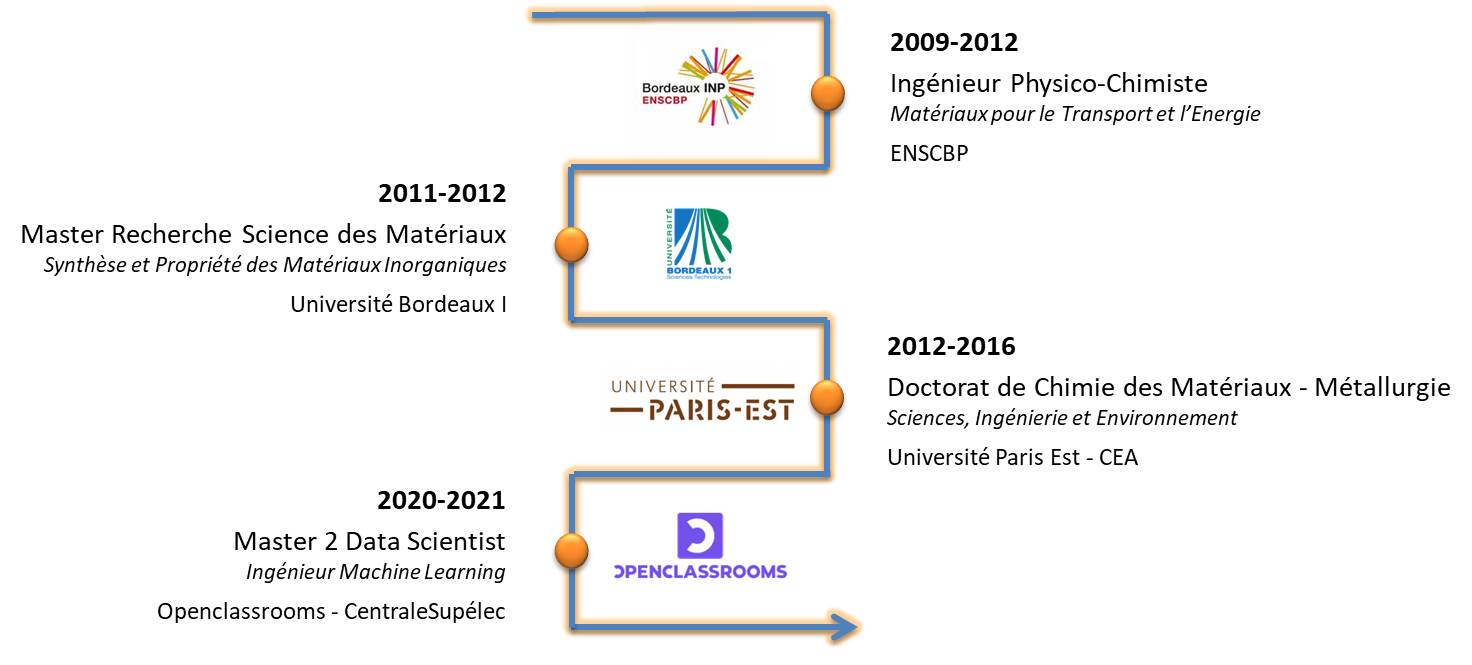 Bordeaux INP
ENSCBP
2009-2012
Ingénieur Physico-Chimiste
Matériaux pour le Transport et l’Energie
ENSCBP
2011-2012
Master Recherche Science des Matériaux
Synthèse et Propriété des Matériaux Inorganiques
Université Bordeaux I
UNIVERSITÉ
BORDEAUX 1
Sciences Technologies
UNIVERSITÉ
PARIS-EST
2012-2016
Doctorat de Chimie des Matériaux - Métallurgie
Sciences, Ingénierie et Environnement
Université Paris Est - CEA
2020-2021
Master 2 Data Scientist
Ingénieur Machine Learning
Openclassrooms - CentraleSupélec
OPENCLASSROOMS